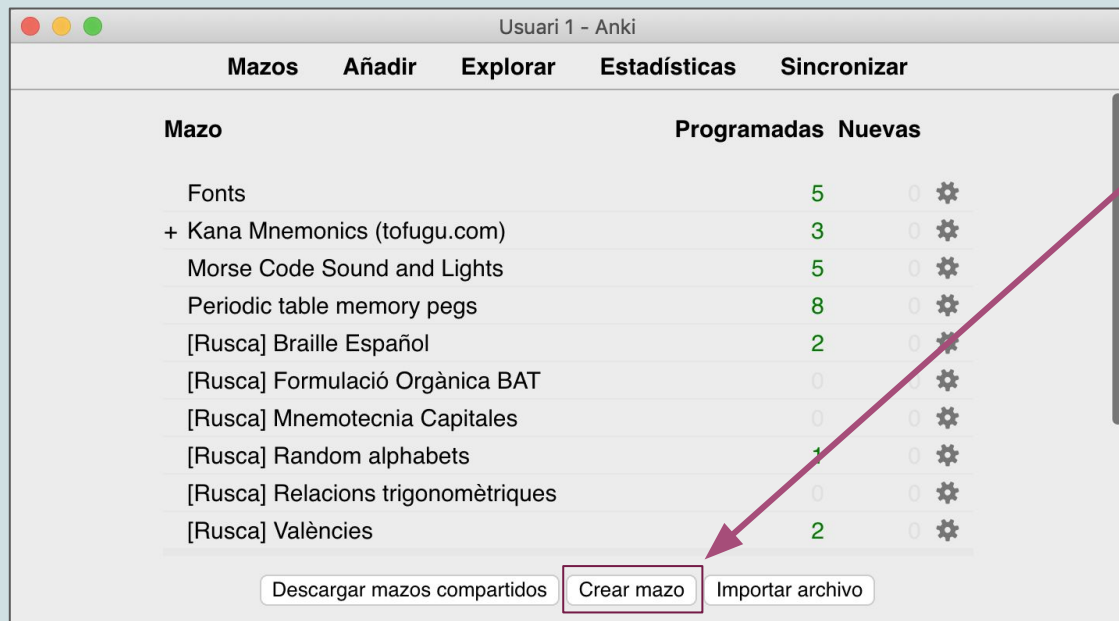 Usuari 1 - Anki
Mazos Añadir Explorar Estadísticas Sincronizar
Mazo Programadas Nuevas
Fonts 5 0
+ Kana Mnemonics (tofugu.com) 3 0
Morse Code Sound and Lights 5 0
Periodic table memory pegs 8 0
[Rusca] Braille Español 2 0
[Rusca] Formulació Orgànica BAT 0 0
[Rusca] Mnemotecnia Capitales 0 0
[Rusca] Random alphabets 1 0
[Rusca] Relacions trigonomètriques 0 0
[Rusca] Valències 2 0
Descargar mazos compartidos Crear mazo Importar archivo